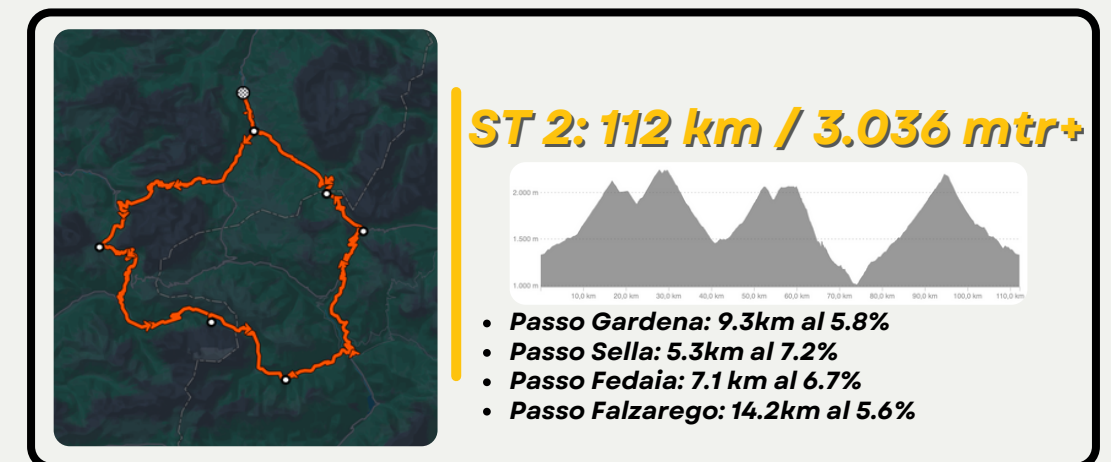 ST 2: 112 km / 3.036 mtr+
2.000 m
1.500 m
1.000 m
10,0 km 20,0 km 30,0 km 40,0 km 50,0 km 60,0 km 70,0 km 80,0 km 90,0 km 100,0 km 110,0 km
• Passo Gardena: 9.3km al 5.8%
• Passo Sella: 5.3km al 7.2%
• Passo Fedaia: 7.1 km al 6.7%
• Passo Falzarego: 14.2km al 5.6%